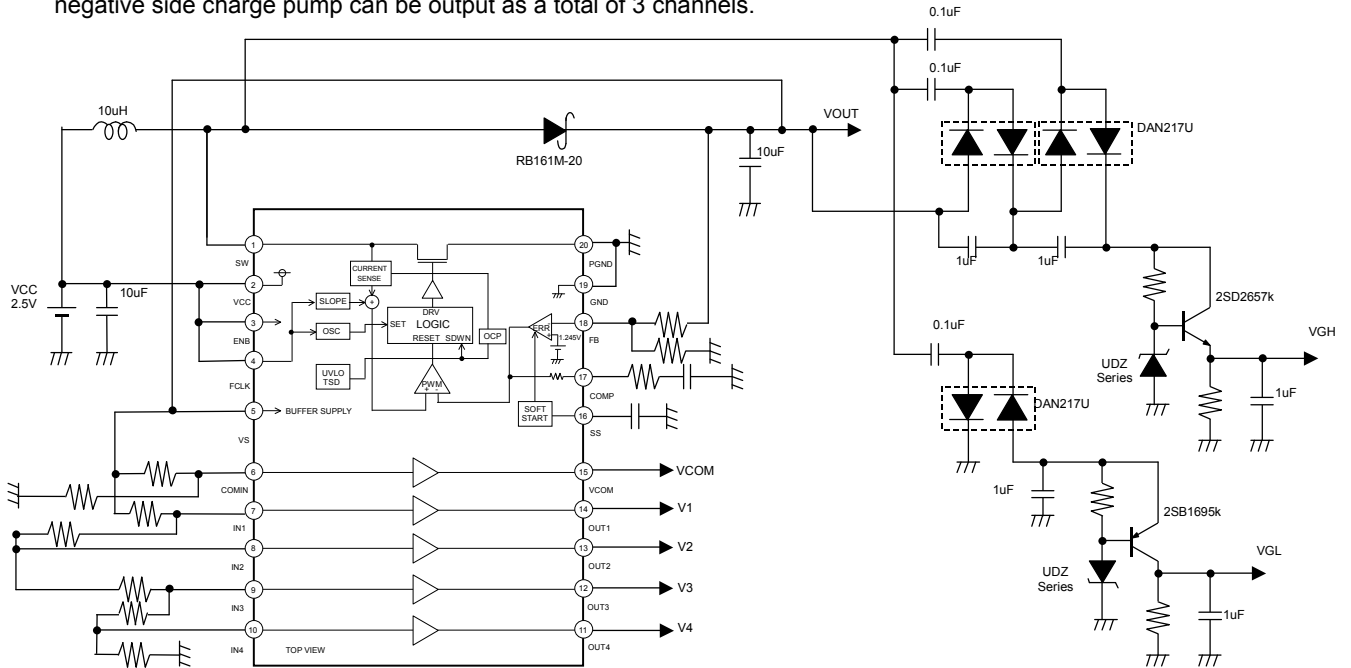 negative side charge pump can be output as a total of 3 channels.
0.1uF
0.1uF
10uH
VOUT
DAN217U
RB161M-20
10uF
1uF
1uF
1
SW
20
PGND
VCC
2.5V
10uF
2
VCC
19
GND
CURRENT
SENSE
SLOPE
+
DRV
LOGIC
SET
RESET SDWN
OSC
OCP
ERR
+
1.245V
3
ENB
18
FB
4
FCLK
17
COMP
UVLO
TSD
PWM
+ -
SOFT
START
16
SS
5
BUFFER SUPPLY
VS
2SD2657k
VGH
UDZ
Series
1uF
0.1uF
DAN217U
6
COMIN
15
VCOM
VCOM
7
IN1
14
OUT1
V1
8
IN2
13
OUT2
V2
9
IN3
12
OUT3
V3
10
IN4
11
OUT4
V4
TOP VIEW
1uF
2SB1695k
VGL
UDZ
Series
1uF